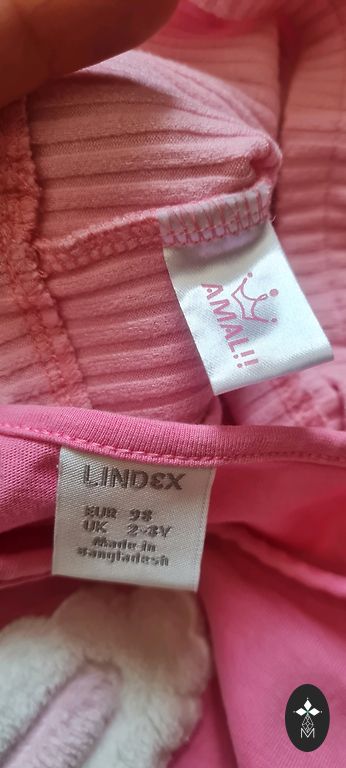 AMAL!!
LINDEX
EUR 98
UK 2-3Y
Made in
Bangladesh